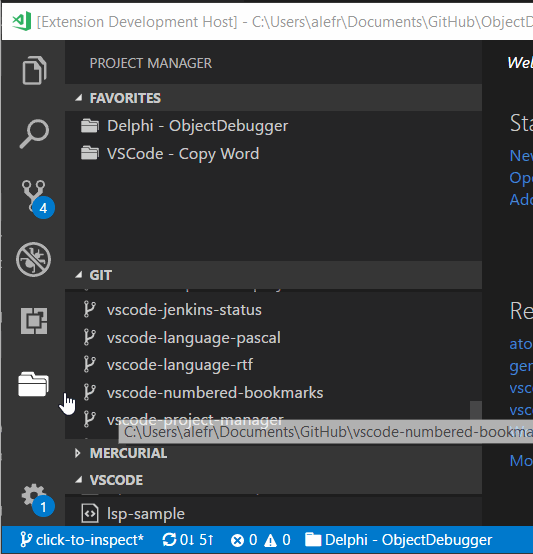 [Extension Development Host] - C:\Users\alefr\Documents\GitHub\ObjectD
PROJECT MANAGER
Wel
FAVORITES
Delphi - ObjectDebugger
VSCode - Copy Word
Sta
New
Ope
Add
4
GIT
vscode-jenkins-status
vscode-language-pascal
vscode-language-rtf
vscode-numbered-bookmarks
vscode-project-manager
C:\Users\alefr\Documents\GitHub\vscode-numbered-bookma
Re
ato
gen
vsc
vsc
Mo
MERCURIAL
VSCODE
lsp-sample
1
click-to-inspect* 0↓ 5↑ 0 0 Delphi - ObjectDebugger